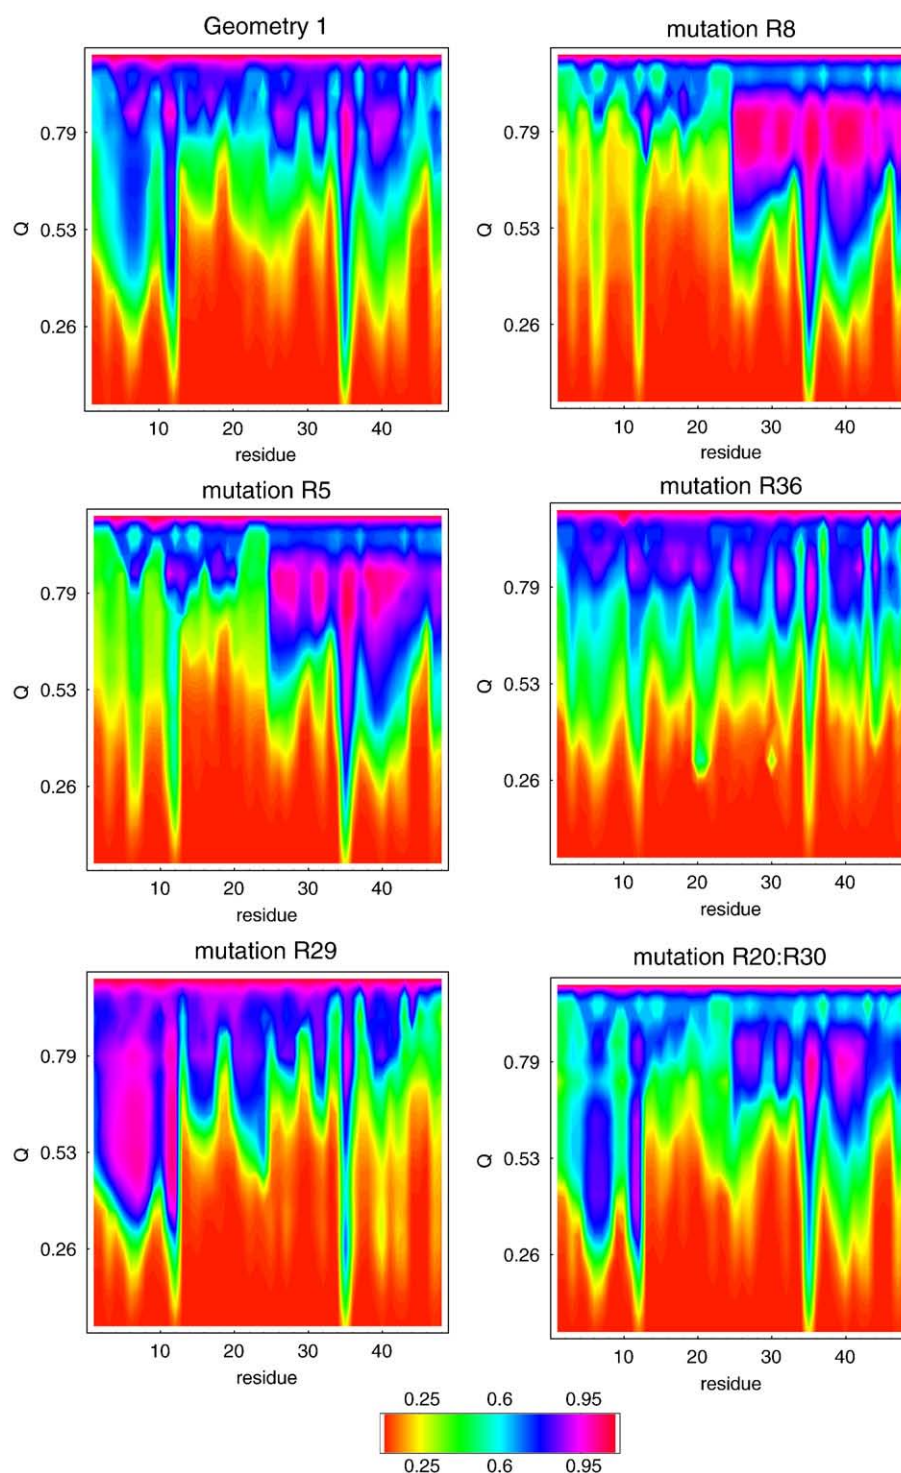 Geometry 1
mutation R8
0.79
0.53
0.26
Q
10 20 30 40
residue
0.79
0.53
0.26
Q
10 20 30 40
residue
mutation R5
mutation R36
0.79
0.53
0.26
Q
10 20 30 40
residue
0.79
0.53
0.26
Q
10 20 30 40
residue
mutation R29
mutation R20:R30
0.79
0.53
0.26
Q
10 20 30 40
residue
0.79
0.53
0.26
Q
10 20 30 40
residue
0.25 0.6 0.95
0.25 0.6 0.95